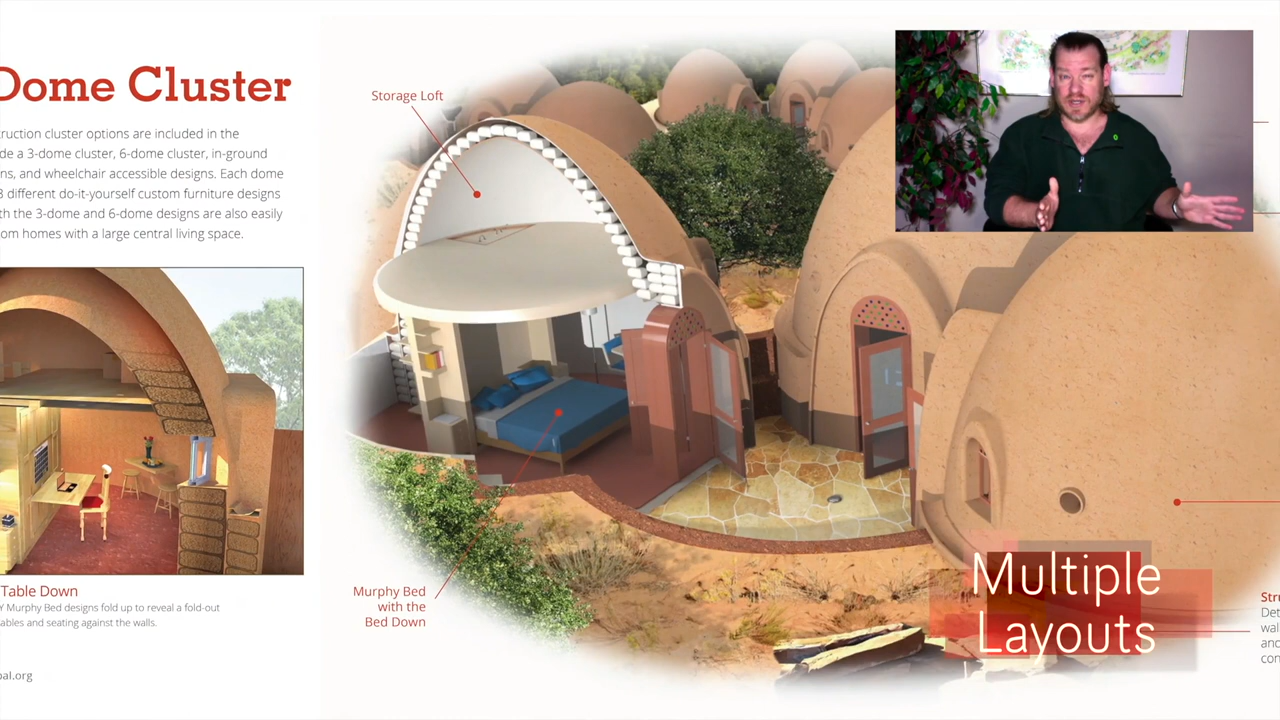 Dome Cluster
truction cluster options are included in the
de a 3-dome cluster, 6-dome cluster, in-ground
ns, and wheelchair accessible designs. Each dome
3 different do-it-yourself custom furniture designs
th the 3-dome and 6-dome designs are also easily
om homes with a large central living space.
Table Down
Y Murphy Bed designs fold up to reveal a fold-out
ables and seating against the walls.
bal.org
Storage Loft
Murphy Bed
with the
Bed Down
Multiple
Layouts
Stru
Det
wal
and
con